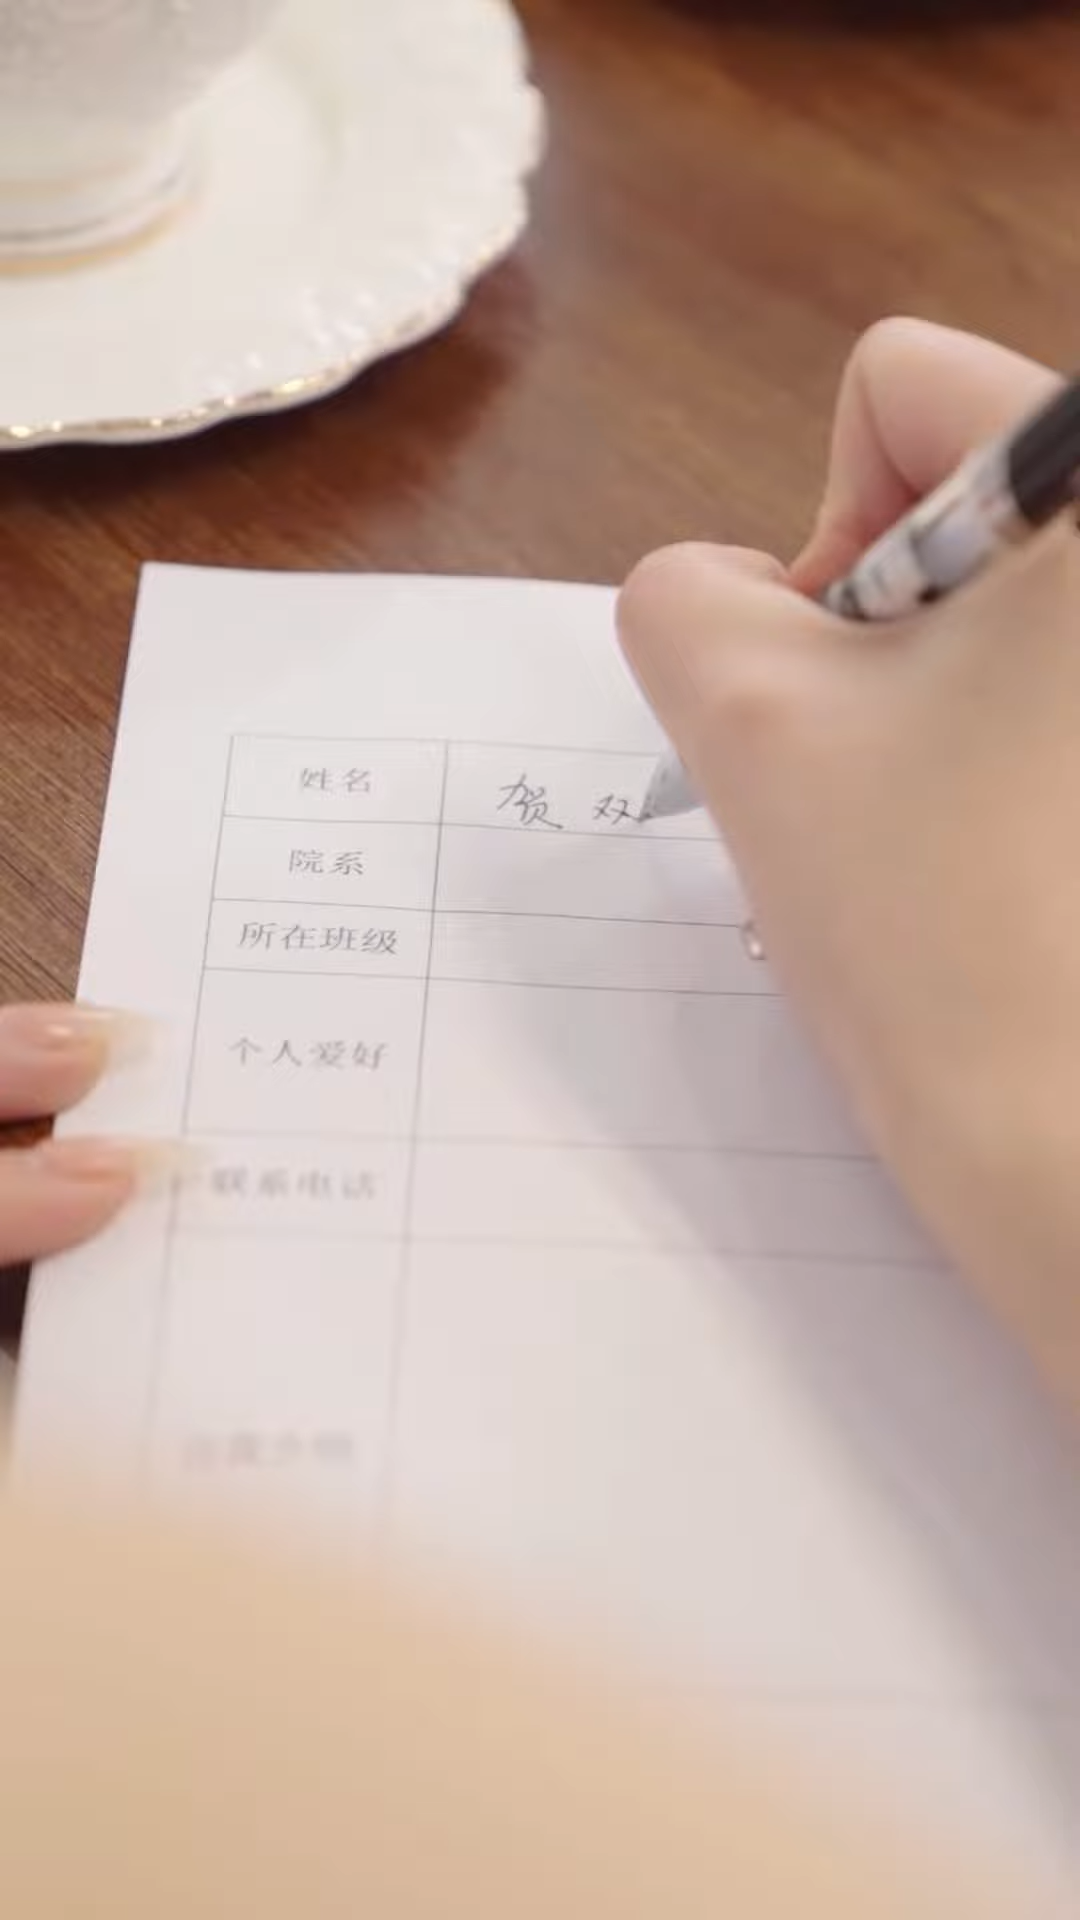 姓名 贺 双
院系
所在班级
个人爱好
联系电话